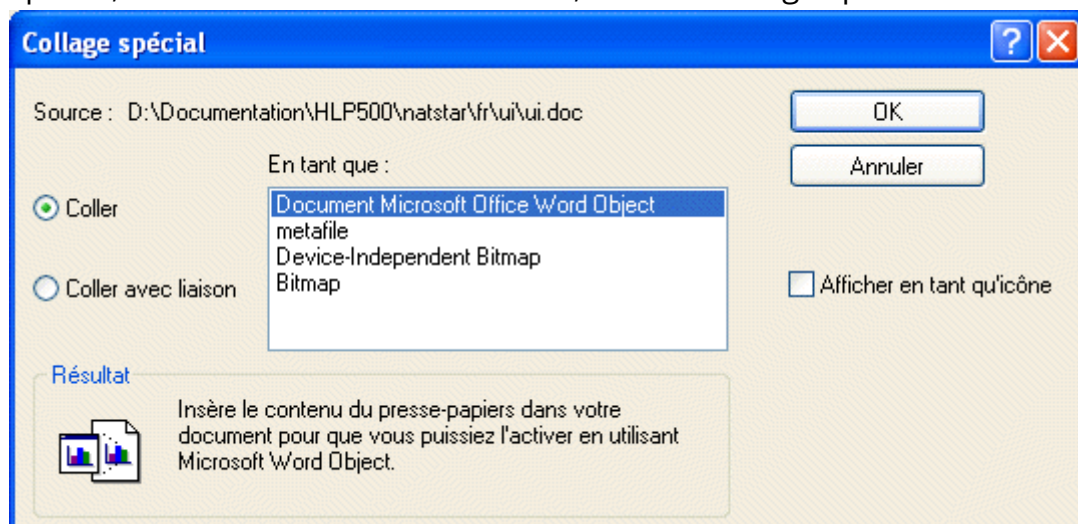 Collage spécial
Source : D:\Documentation\HLP500\natstar\fr\ui\ui.doc
OK
En tant que :
Annuler
Coller
Document Microsoft Office Word Object
metafile
Device-Independent Bitmap
Bitmap
Coller avec liaison
Afficher en tant qu'icône
Résultat
Insère le contenu du presse-papiers dans votre
document pour que vous puissiez l'activer en utilisant
Microsoft Word Object.